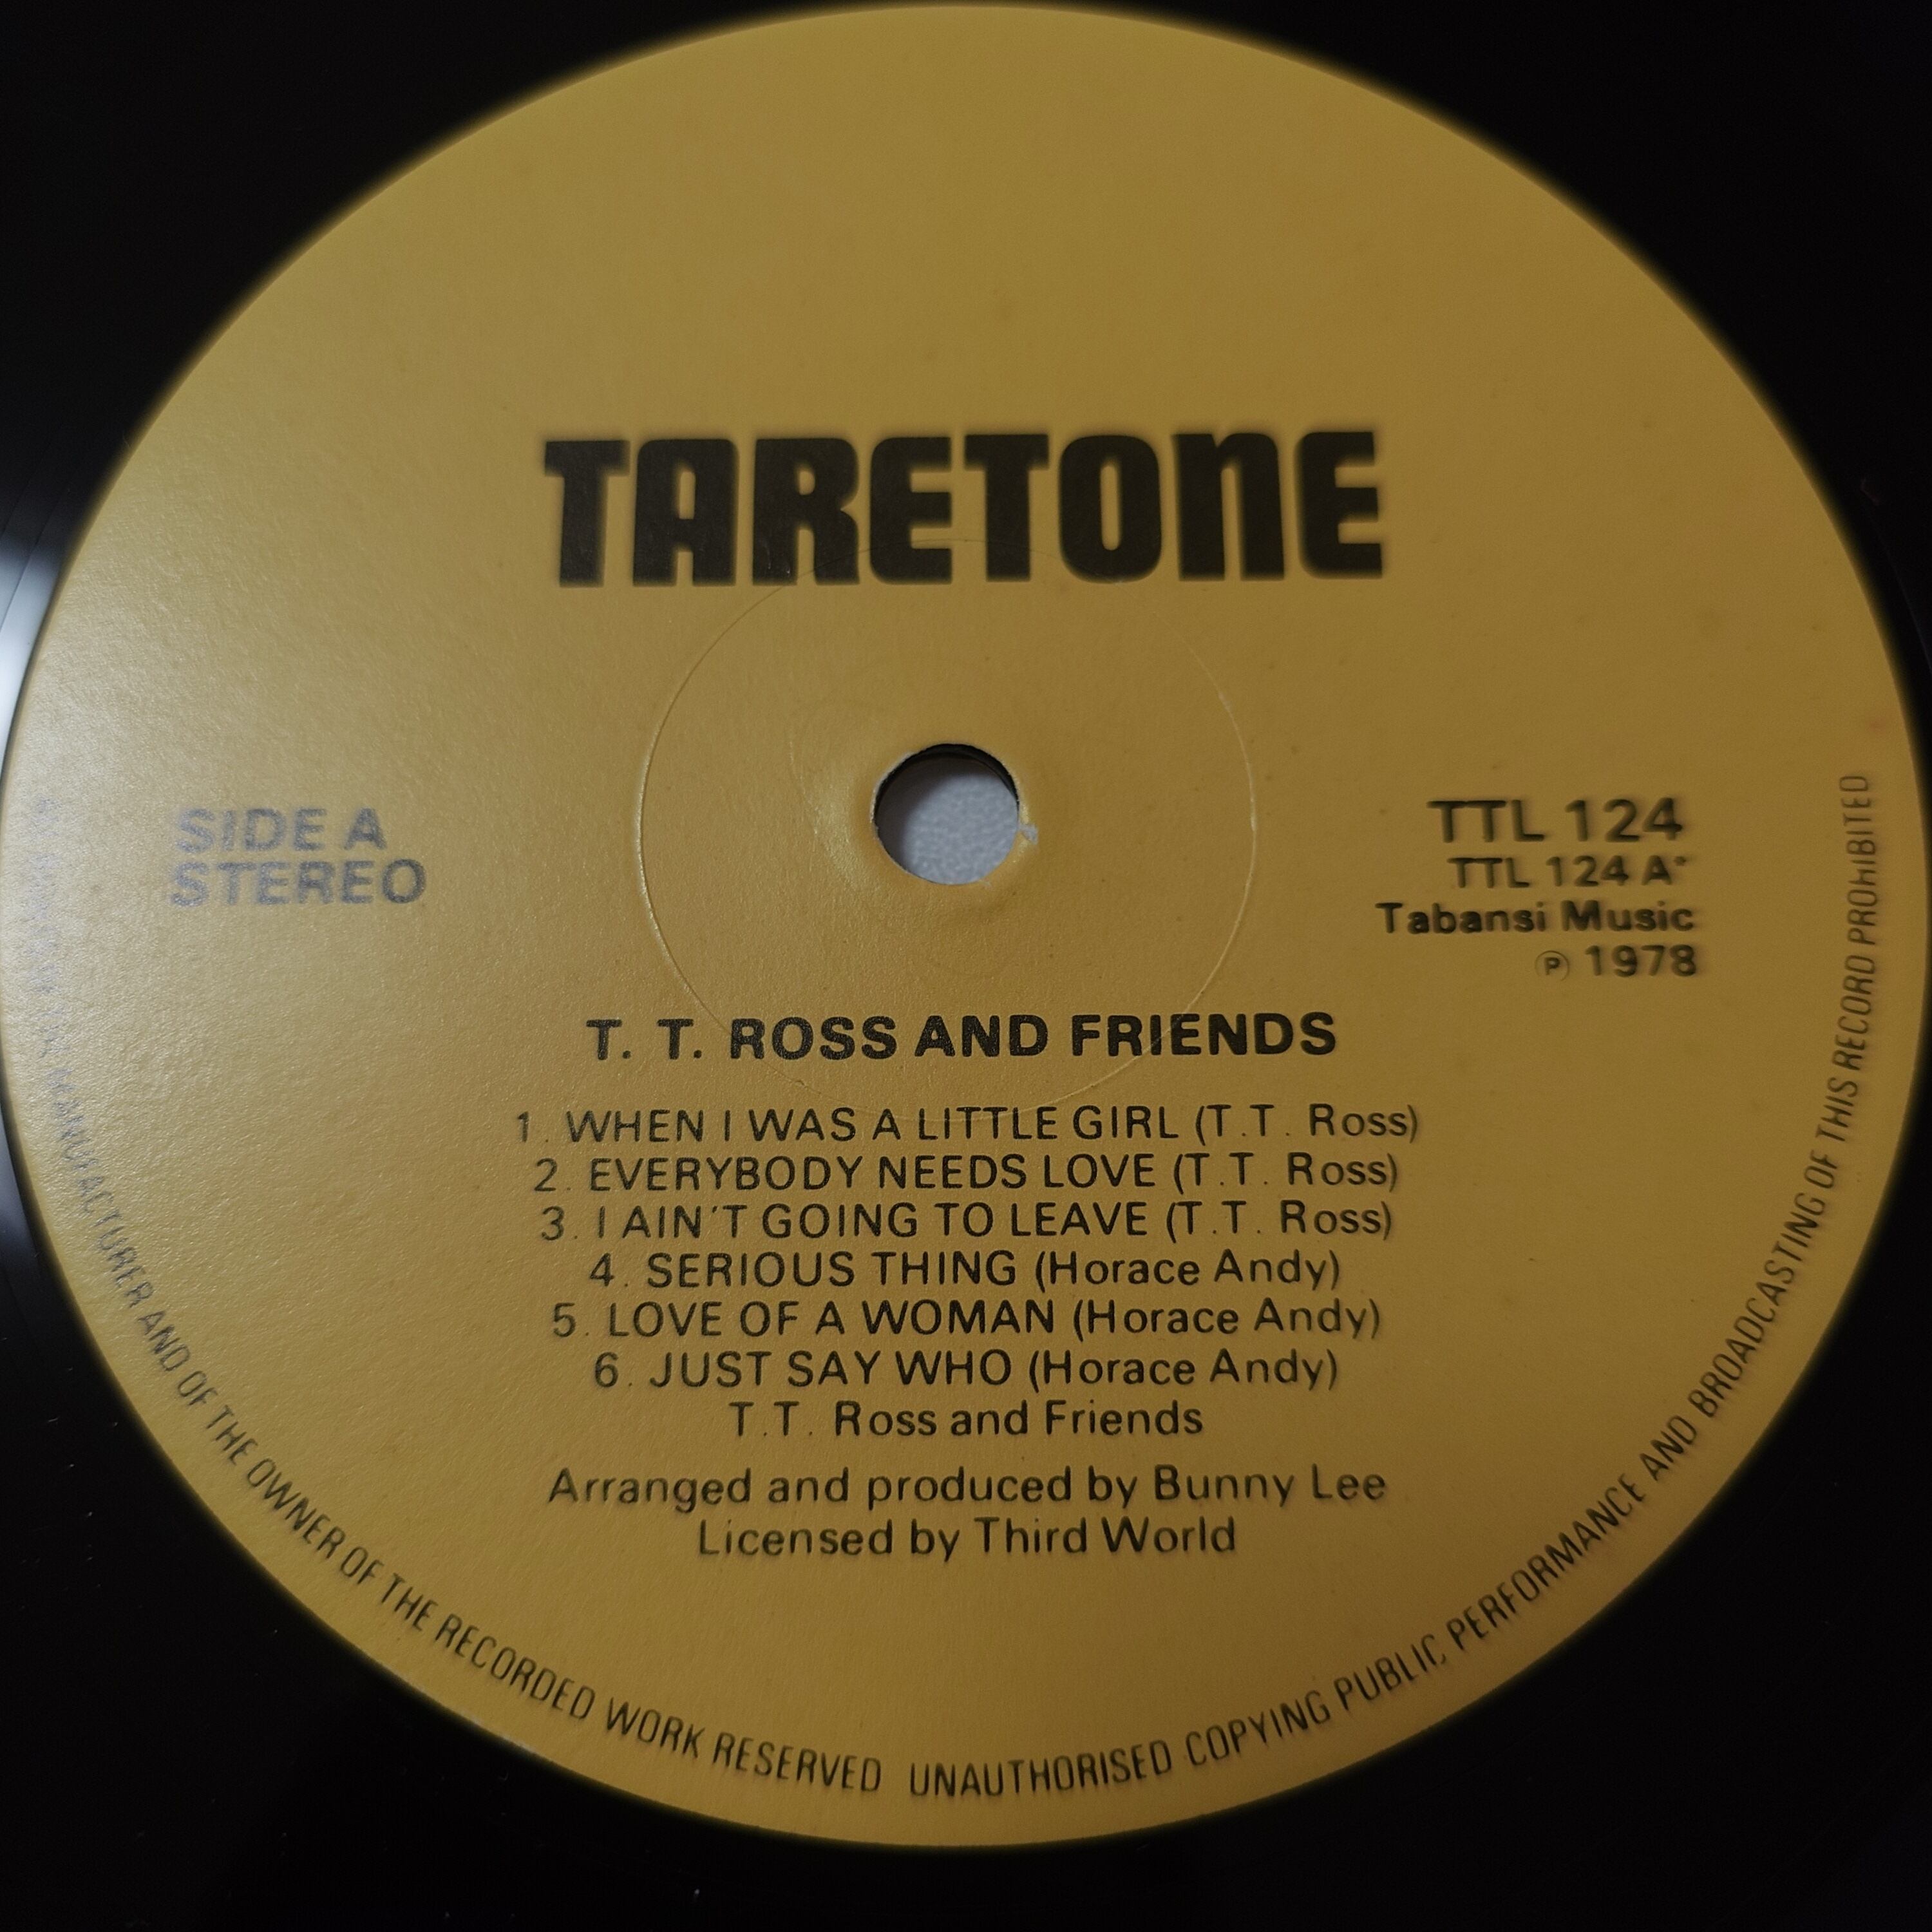 TARETONE
SIDE A
STEREO
TTL 124
TTL 124 A
Tabansi Music
Ⓟ 1978
T. T. ROSS AND FRIENDS
1. WHEN I WAS A LITTLE GIRL (T.T. Ross)
2. EVERYBODY NEEDS LOVE (T.T. Ross)
3. I AIN'T GOING TO LEAVE (T.T. Ross)
4. SERIOUS THING (Horace Andy)
5. LOVE OF A WOMAN (Horace Andy)
6. JUST SAY WHO (Horace Andy)
T.T. Ross and Friends
Arranged and produced by Bunny Lee
Licensed by Third World
MANUFACTURER AND OF THE OWNER OF THE RECORDED WORK RESERVED UNAUTHORISED COPYING PUBLIC PERFORMANCE AND BROADCASTING OF THIS RECORD PROHIBITED